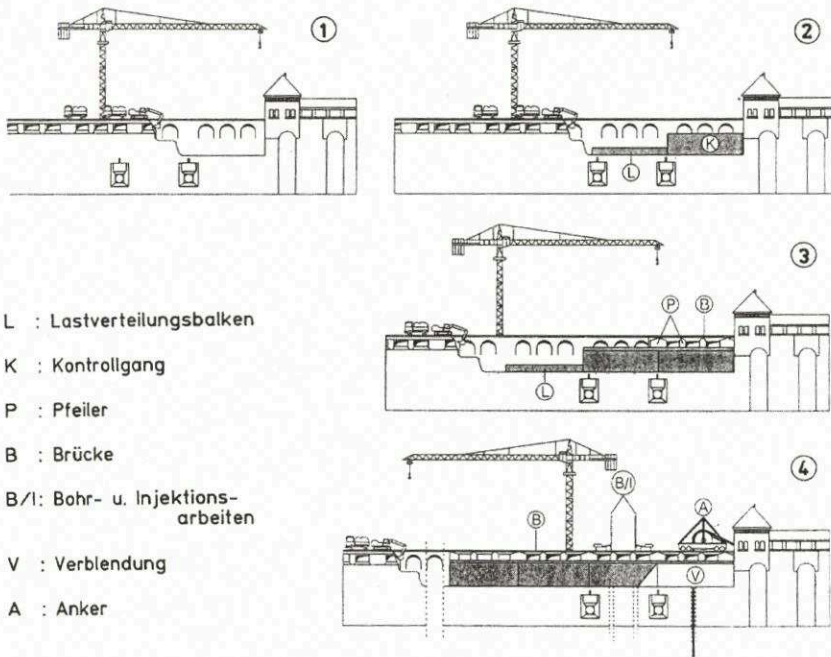 1
2
K
L
3
P
B
L
L : Lastverteilungsbalken
K : Kontrollgang
P : Pfeiler
B : Brücke
B/I: Bohr- u. Injektions-
arbeiten
V : Verblendung
A : Anker
4
B/I
A
B
V